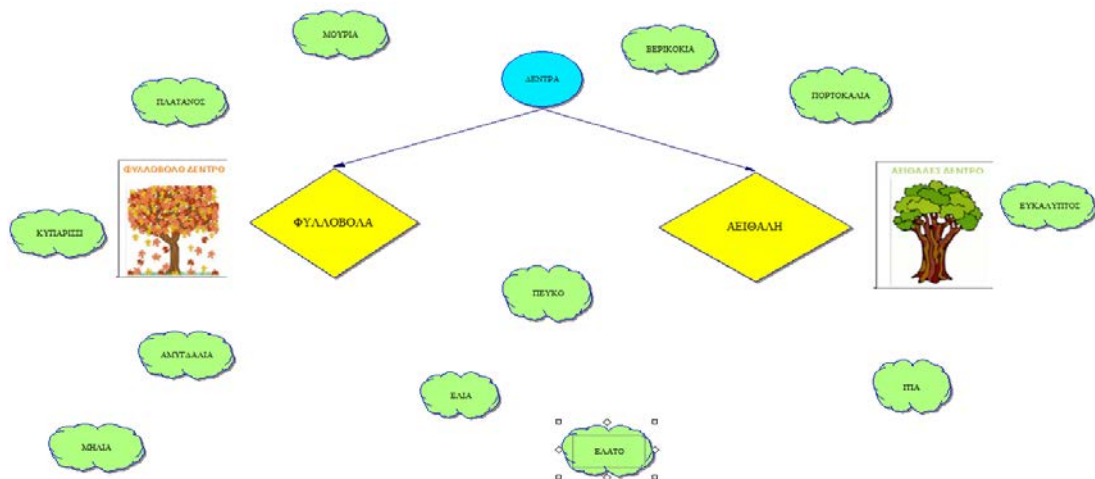 ΜΟΥΡΙΑ
ΒΕΡΙΚΟΚΙΑ
ΔΕΝΤΡΑ
ΠΛΑΤΑΝΟΣ
ΠΟΡΤΟΚΑΛΙΑ
ΦΥΛΛΟΒΟΛΟ ΔΕΝΤΡΟ
ΑΕΙΘΑΛΕΣ ΔΕΝΤΡΟ
ΚΥΠΑΡΙΣΣΙ
ΦΥΛΛΟΒΟΛΑ
ΑΕΙΘΑΛΗ
ΕΥΚΑΛΥΠΤΟΣ
ΠΕΥΚΟ
ΑΜΥΓΔΑΛΙΑ
ΕΛΙΑ
ΙΤΙΑ
ΜΗΛΙΑ
ΕΛΑΤΟ